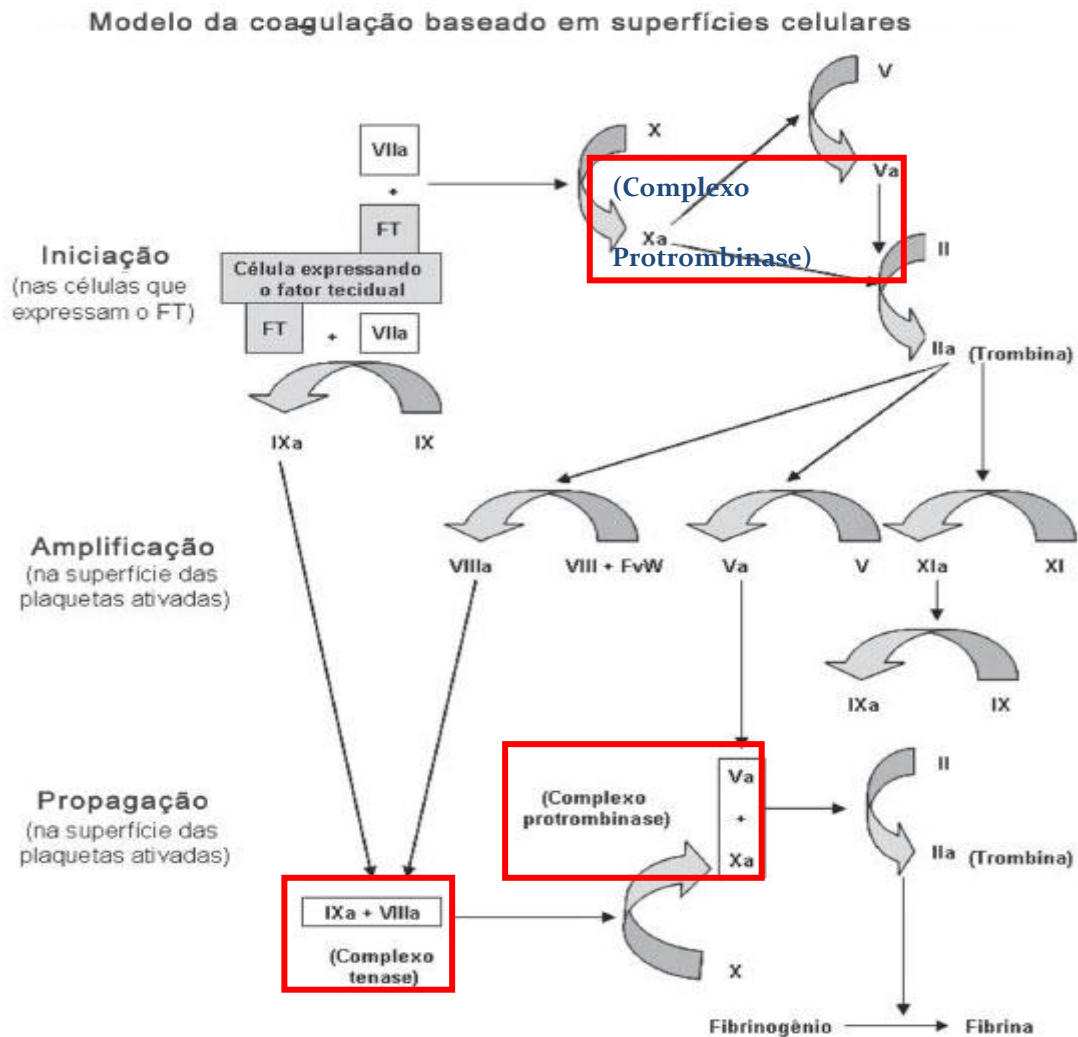 Modelo da coagulação baseado em superfícies celulares
V
X
VIIa
+
(Complexo
Va
FT
Xa
Protrombinase)
II
Iniciação
(nas células que
expressam o FT)
Célula expressando
o fator tecidual
FT
+
VIIa
IIa (Trombina)
IXa
IX
Amplificação
(na superfície das
plaquetas ativadas)
VIIIa
VIII + FvW
Va
V
XIa
XI
IXa
IX
Propagação
(na superfície das
plaquetas ativadas)
(Complexo
protrombinase)
Va
+
Xa
II
IIa (Trombina)
IXa + VIIIa
(Complexo
tenase)
X
Fibrinogênio
Fibrina